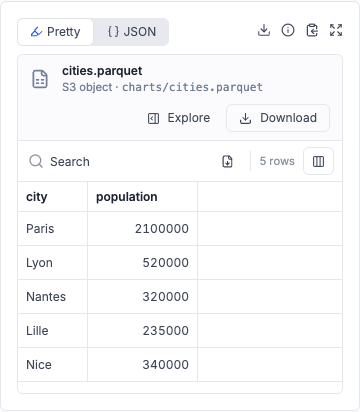 Pretty
{ } JSON
cities.parquet
S3 object · charts/cities.parquet
Explore
Download
Search
5 rows
city population
Paris 2100000
Lyon 520000
Nantes 320000
Lille 235000
Nice 340000